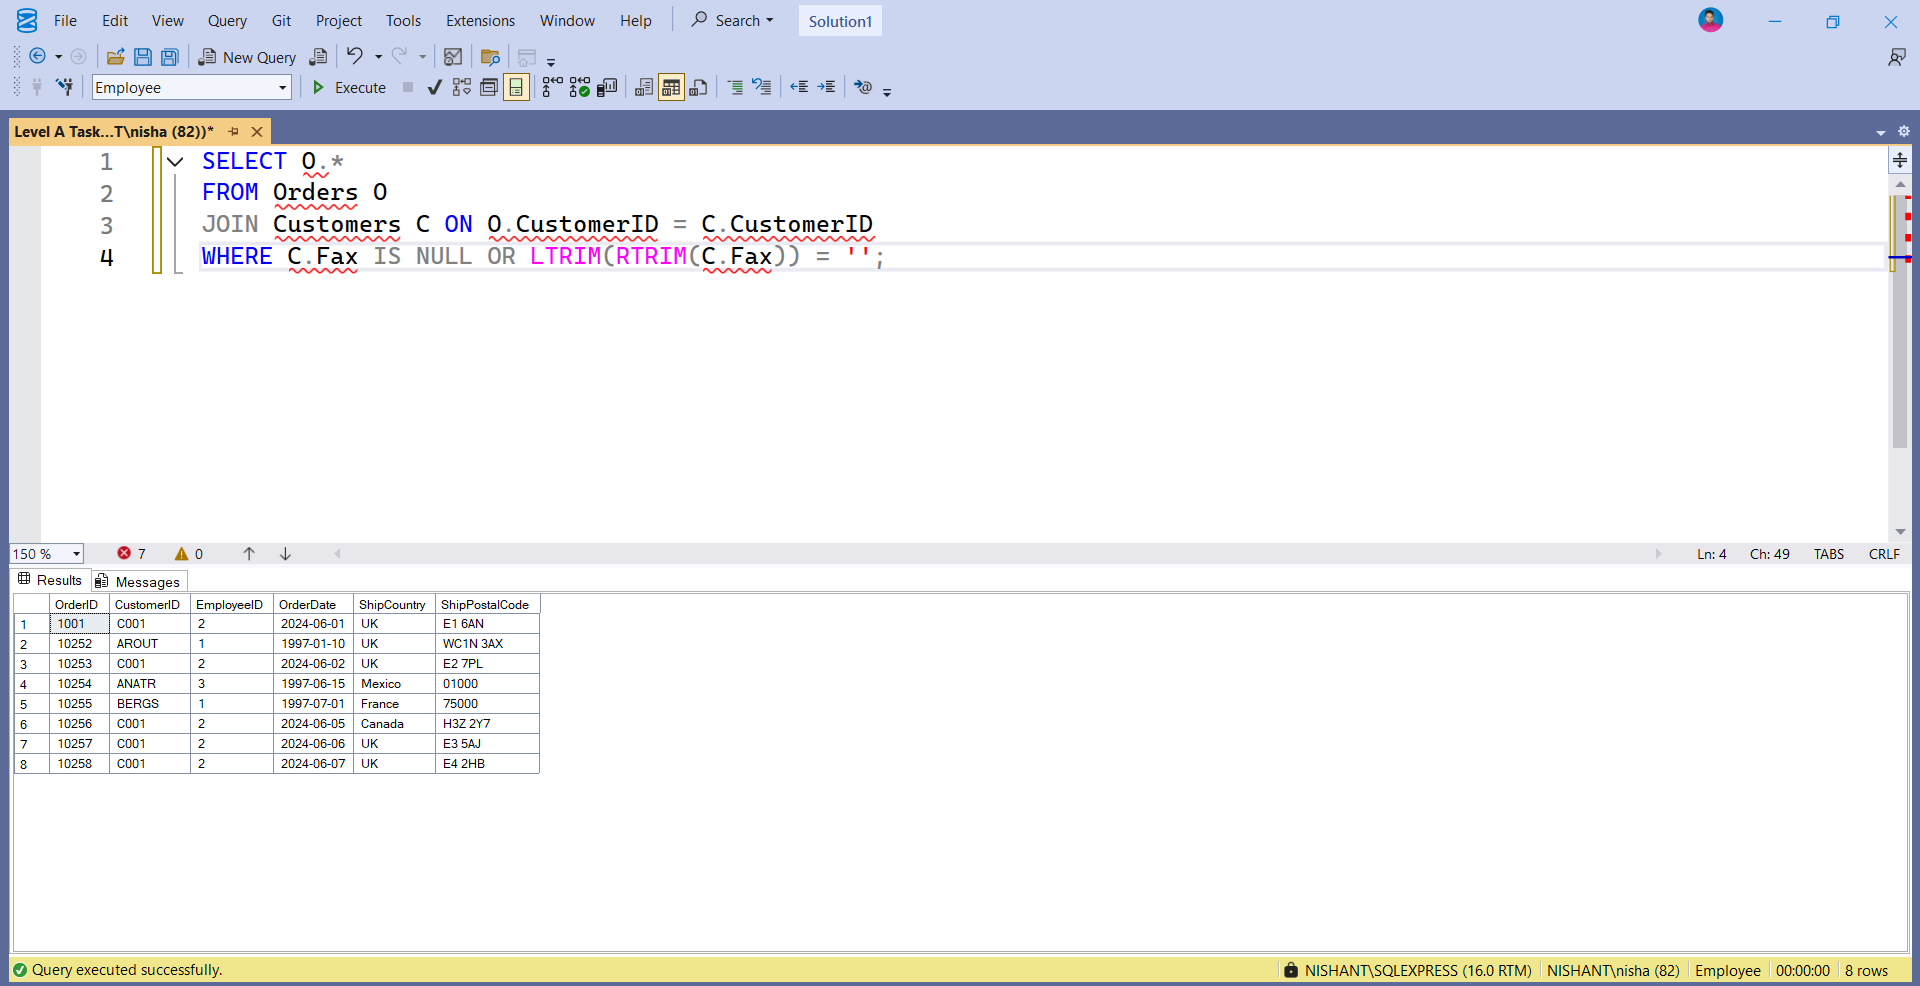 File Edit View Query Git Project Tools Extensions Window Help Search Solution1
New Query
Employee Execute
Level A Task...T\nisha (82))*
1 SELECT O.*
2 FROM Orders O
3 JOIN Customers C ON O.CustomerID = C.CustomerID
4 WHERE C.Fax IS NULL OR LTRIM(RTRIM(C.Fax)) = '';
150 % 7 0 Ln: 4 Ch: 49 TABS CRLF
Results Messages
OrderID CustomerID EmployeeID OrderDate ShipCountry ShipPostalCode
1 1001 C001 2 2024-06-01 UK E1 6AN
2 10252 AROUT 1 1997-01-10 UK WC1N 3AX
3 10253 C001 2 2024-06-02 UK E2 7PL
4 10254 ANATR 3 1997-06-15 Mexico 01000
5 10255 BERGS 1 1997-07-01 France 75000
6 10256 C001 2 2024-06-05 Canada H3Z 2Y7
7 10257 C001 2 2024-06-06 UK E3 5AJ
8 10258 C001 2 2024-06-07 UK E4 2HB
Query executed successfully. NISHANT\SQLEXPRESS (16.0 RTM) NISHANT\nisha (82) Employee 00:00:00 8 rows